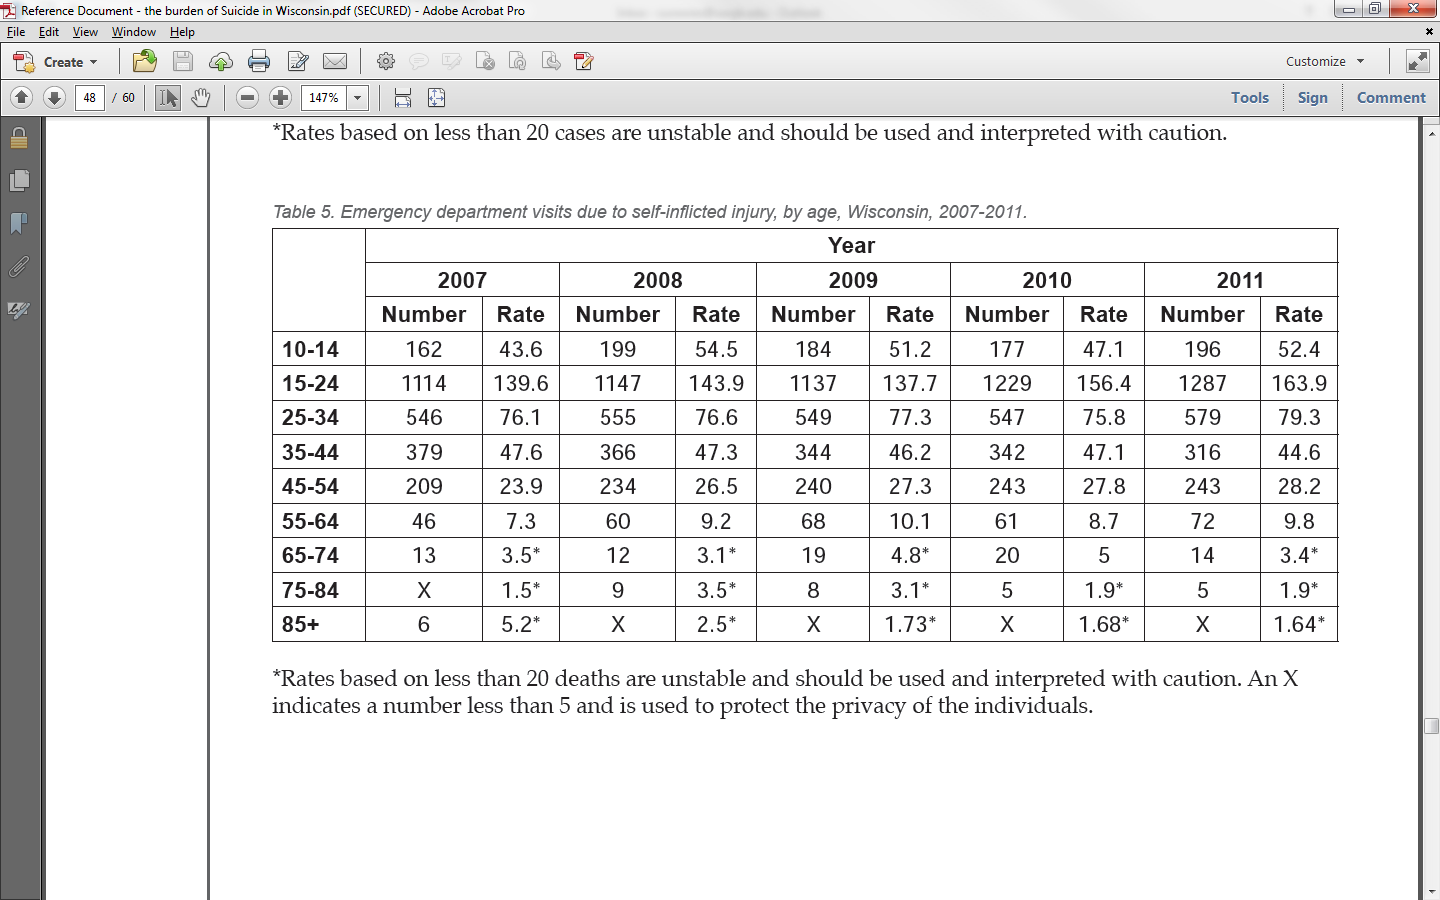 Reference Document - the burden of Suicide in Wisconsin.pdf (SECURED) - Adobe Acrobat Pro
File Edit View Window Help
Create Customize
48 / 60 147% Tools Sign Comment
*Rates based on less than 20 cases are unstable and should be used and interpreted with caution.
Table 5. Emergency department visits due to self-inflicted injury, by age, Wisconsin, 2007-2011.
Year
2007 2008 2009 2010 2011
Number Rate Number Rate Number Rate Number Rate Number Rate
10-14 162 43.6 199 54.5 184 51.2 177 47.1 196 52.4
15-24 1114 139.6 1147 143.9 1137 137.7 1229 156.4 1287 163.9
25-34 546 76.1 555 76.6 549 77.3 547 75.8 579 79.3
35-44 379 47.6 366 47.3 344 46.2 342 47.1 316 44.6
45-54 209 23.9 234 26.5 240 27.3 243 27.8 243 28.2
55-64 46 7.3 60 9.2 68 10.1 61 8.7 72 9.8
65-74 13 3.5* 12 3.1* 19 4.8* 20 5 14 3.4*
75-84 X 1.5* 9 3.5* 8 3.1* 5 1.9* 5 1.9*
85+ 6 5.2* X 2.5* X 1.73* X 1.68* X 1.64*
*Rates based on less than 20 deaths are unstable and should be used and interpreted with caution. An X
indicates a number less than 5 and is used to protect the privacy of the individuals.